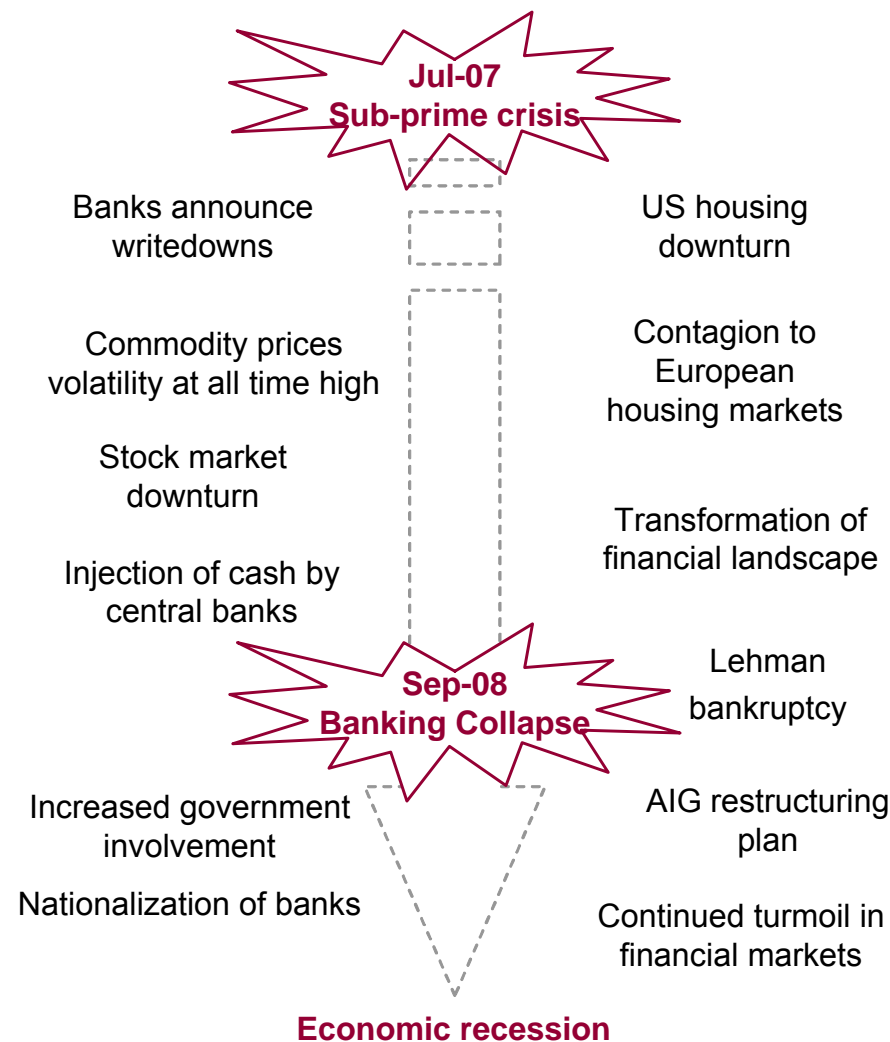 Jul-07
Sub-prime crisis
Banks announce
writedowns
US housing
downturn
Commodity prices
volatility at all time high
Contagion to
European
housing markets
Stock market
downturn
Transformation of
financial landscape
Injection of cash by
central banks
Sep-08
Banking Collapse
Lehman
bankruptcy
Increased government
involvement
AIG restructuring
plan
Nationalization of banks
Continued turmoil in
financial markets
Economic recession